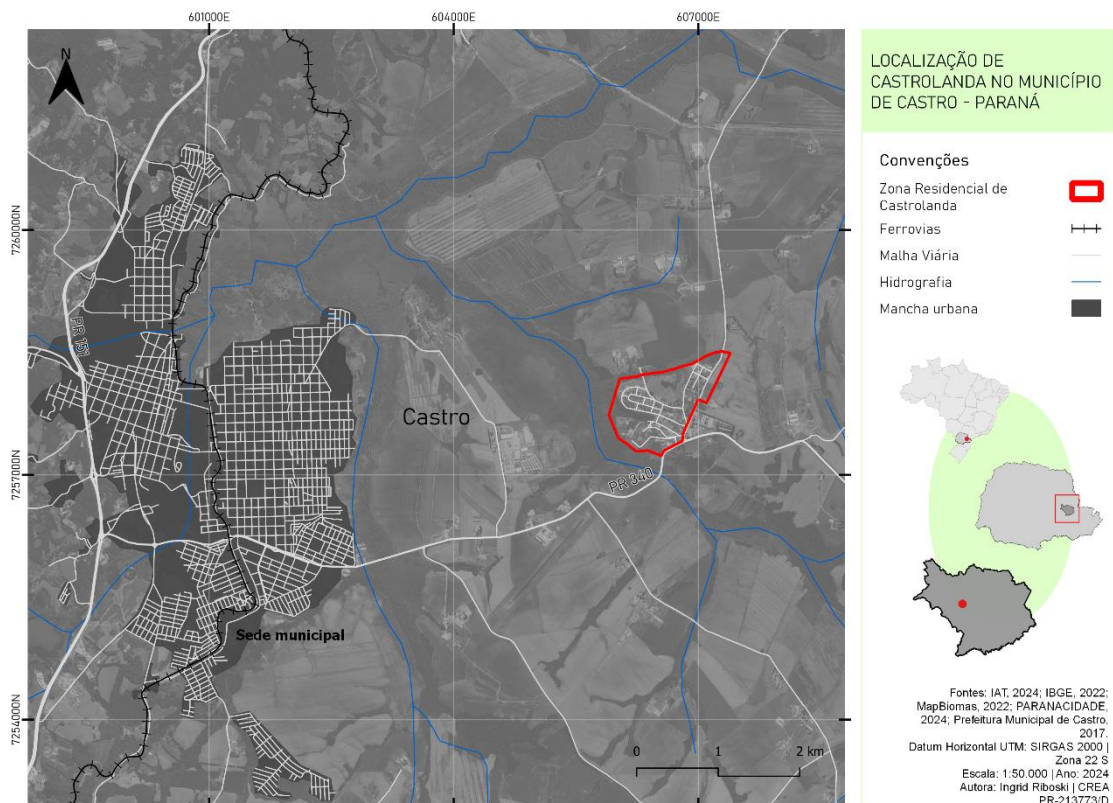 601000E
604000E
607000E
N
7260000N
7257000N
7254000N
PR 151
Castro
PR 340
Sede municipal
0 1 2 km
LOCALIZAÇÃO DE
CASTROLANDA NO MUNICÍPIO
DE CASTRO - PARANÁ
Convenções
Zona Residencial de
Castrolanda
Ferrovias
Malha Viária
Hidrografia
Mancha urbana
Fontes: IAT, 2024; IBGE, 2022;
MapBiomas, 2022; PARANACIDADE,
2024; Prefeitura Municipal de Castro,
2017.
Datum Horizontal UTM: SIRGAS 2000 |
Zona 22 S
Escala: 1:50.000 | Ano: 2024
Autora: Ingrid Riboski | CREA
PR-213773/D